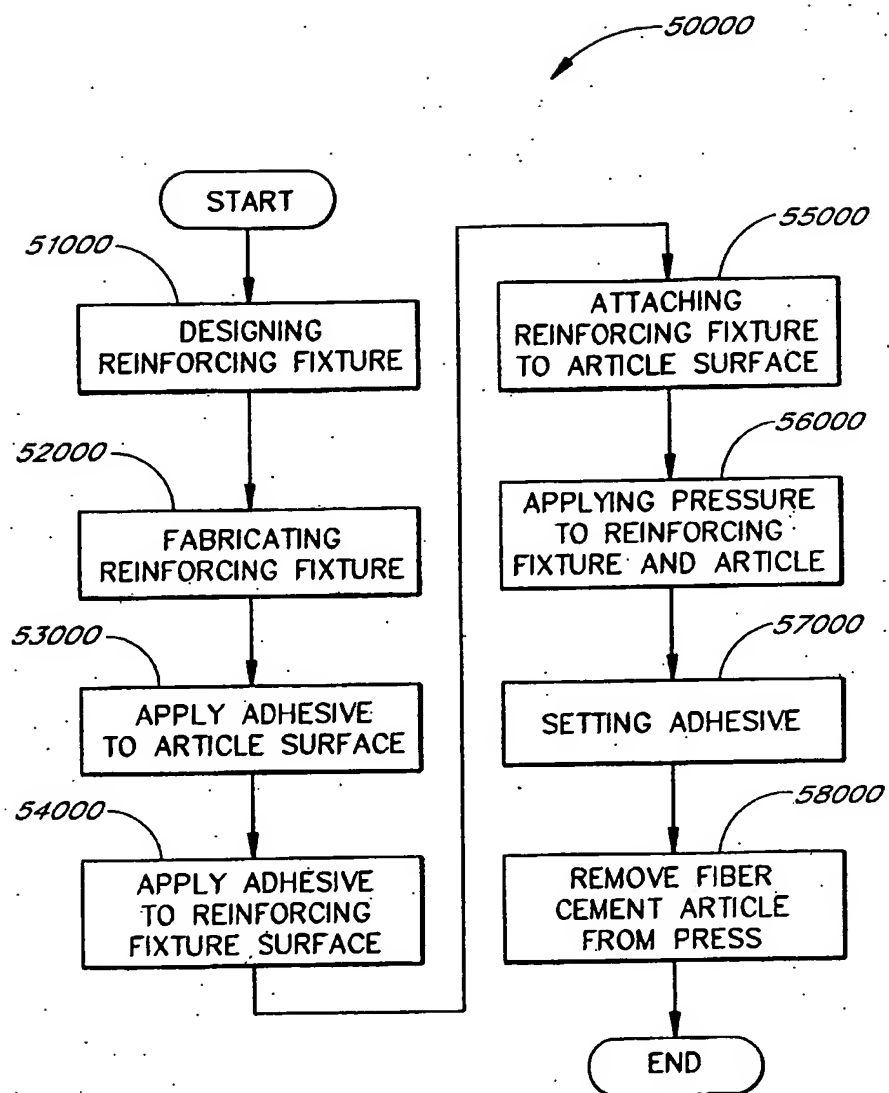 50000
START
51000
DESIGNING
REINFORCING FIXTURE
52000
FABRICATING
REINFORCING FIXTURE
53000
APPLY ADHESIVE
TO ARTICLE SURFACE
54000
APPLY ADHESIVE
TO REINFORCING
FIXTURE SURFACE
55000
ATTACHING
REINFORCING FIXTURE
TO ARTICLE SURFACE
56000
APPLYING PRESSURE
TO REINFORCING
FIXTURE AND ARTICLE
57000
SETTING ADHESIVE
58000
REMOVE FIBER
CEMENT ARTICLE
FROM PRESS
END